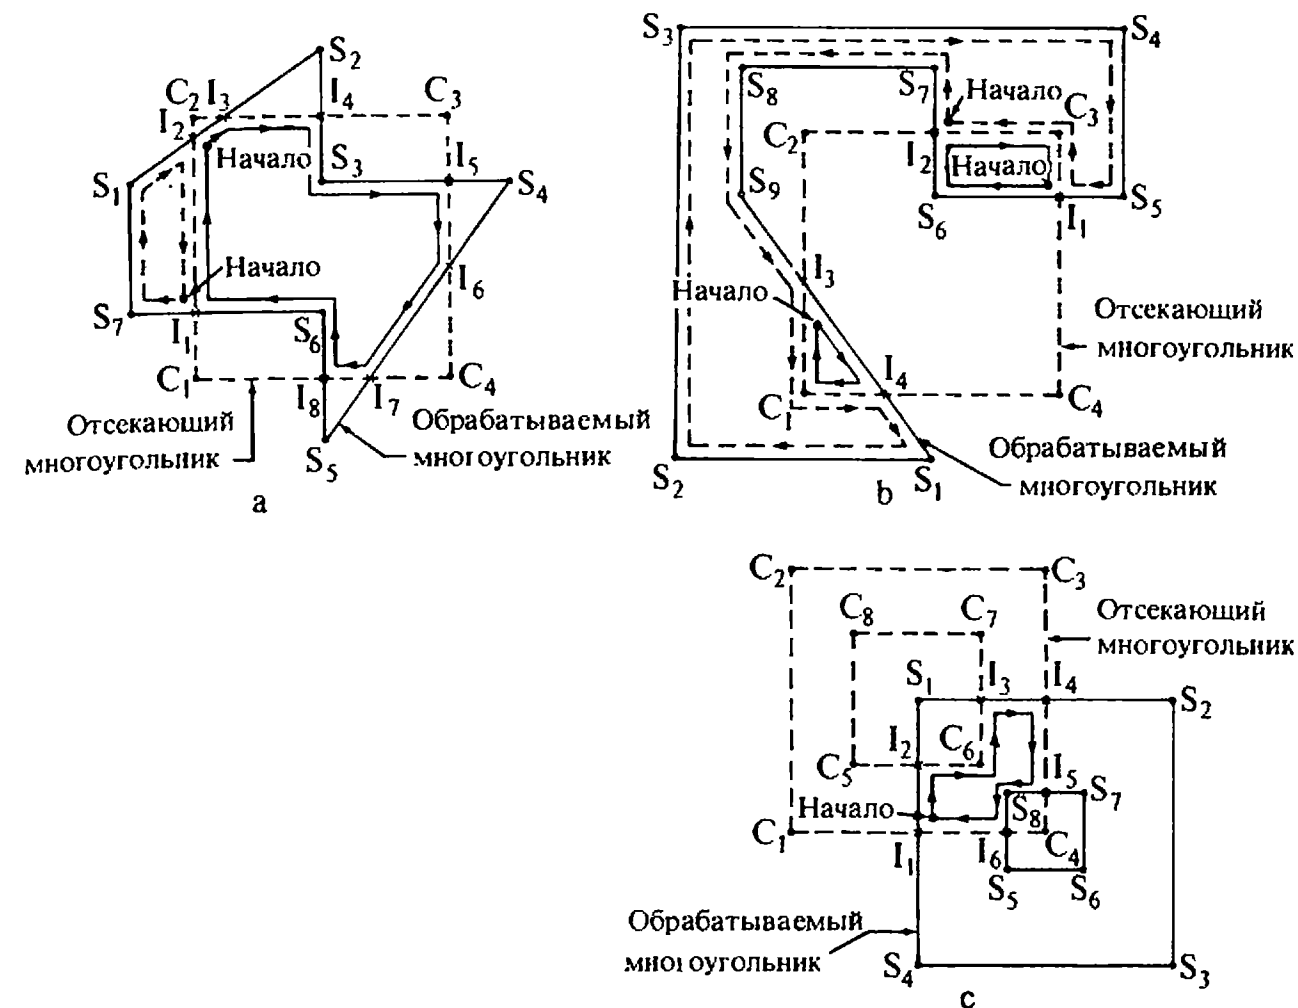 S2
C2 I3
I4
C3
I2
Начало
S3
I5
S1
S4
Начало
I6
S7
I1
S6
C1
I8
I7
C4
Отсекающий
многоугольник
Обрабатываемый
многоугольник
S5
a
S3
S4
S8
S7
Начало
C3
C2
I2
Начало
S9
S6
I1
S5
I3
Начало
Отсекающий
многоугольник
I4
C1
C4
Обрабатываемый
многоугольник
S2
S1
b
C2
C3
Отсекающий
многоугольник
C8
C7
S1
I3
I4
S2
I2
C6
C5
I5
S7
Начало
S8
C1
I1
I6
C4
S5
S6
Обрабатываемый
многоугольник
S4
S3
c